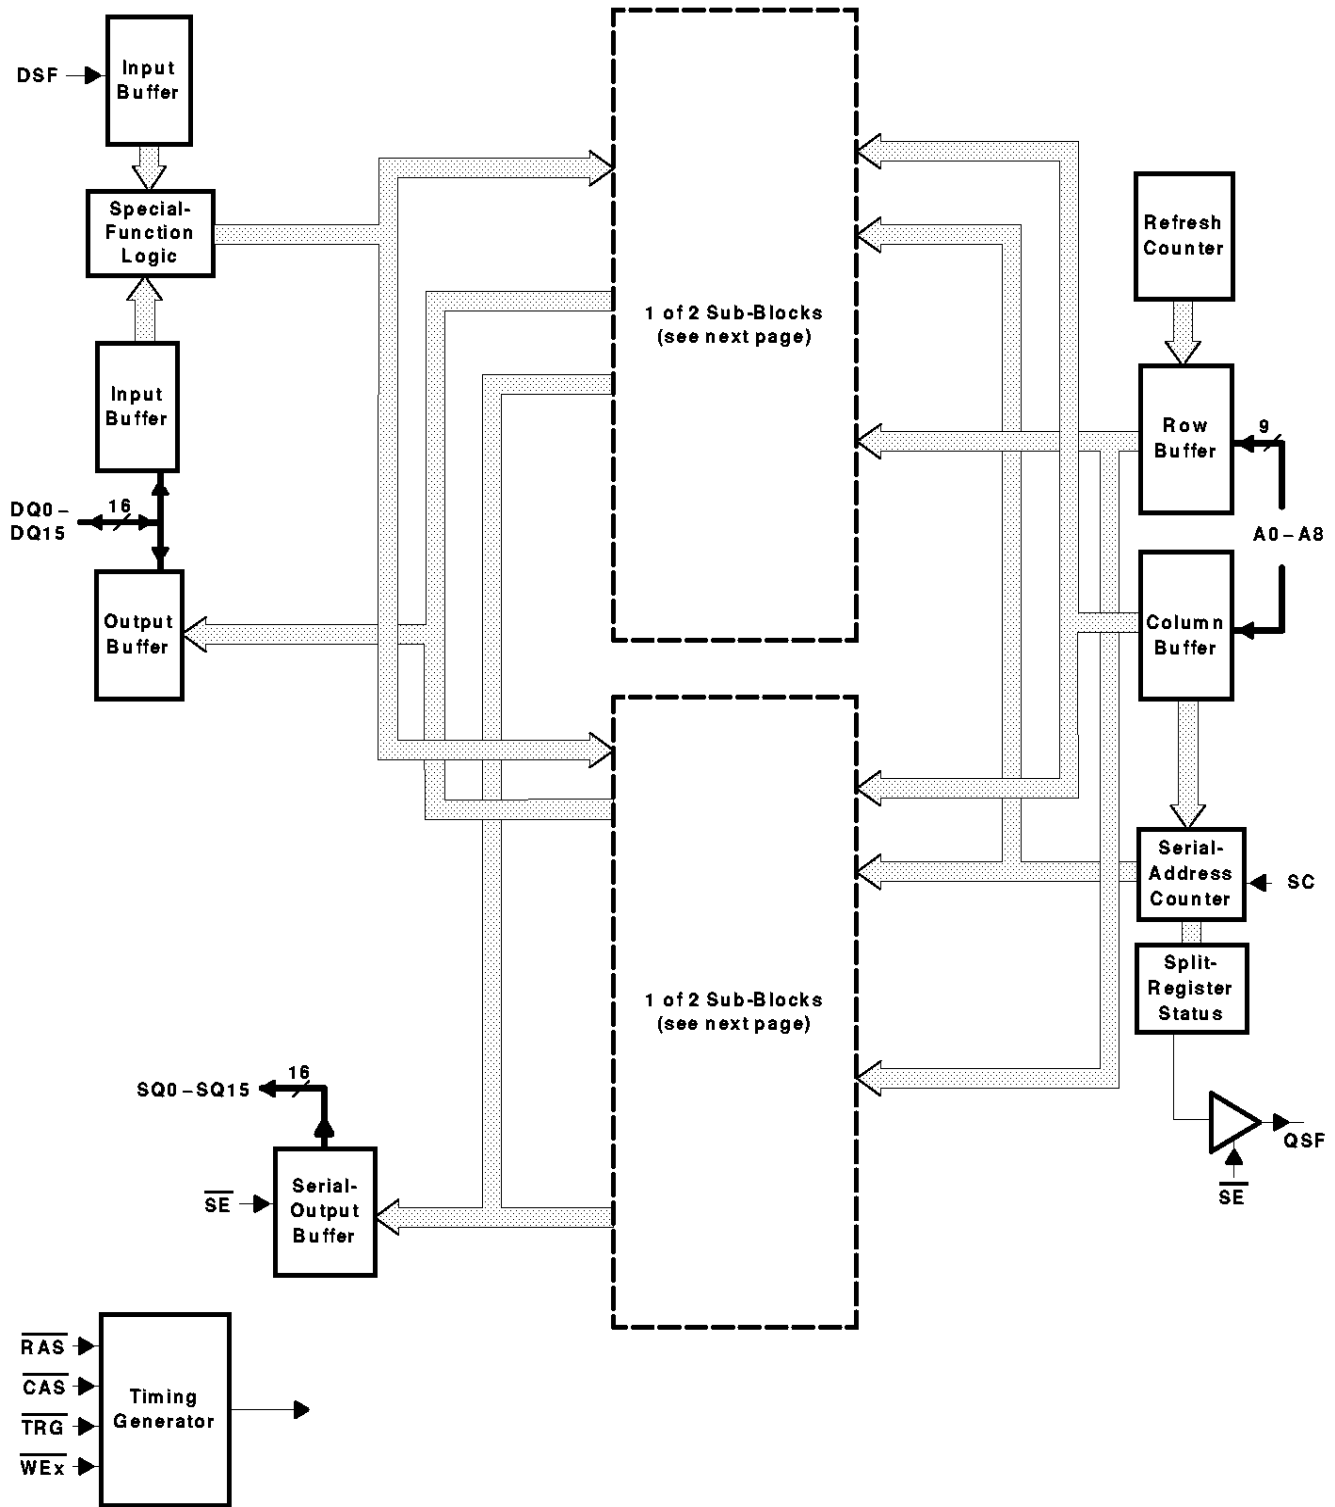 DSF
Input
Buffer
Special-
Function
Logic
Input
Buffer
DQ0–
DQ15
16
Output
Buffer
1 of 2 Sub-Blocks
(see next page)
Refresh
Counter
Row
Buffer
9
A0–A8
Column
Buffer
Serial-
Address
Counter
SC
Split-
Register
Status
QSF
SE
1 of 2 Sub-Blocks
(see next page)
SQ0–SQ15
16
SE
Serial-
Output
Buffer
RAS
CAS
TRG
WEx
Timing
Generator